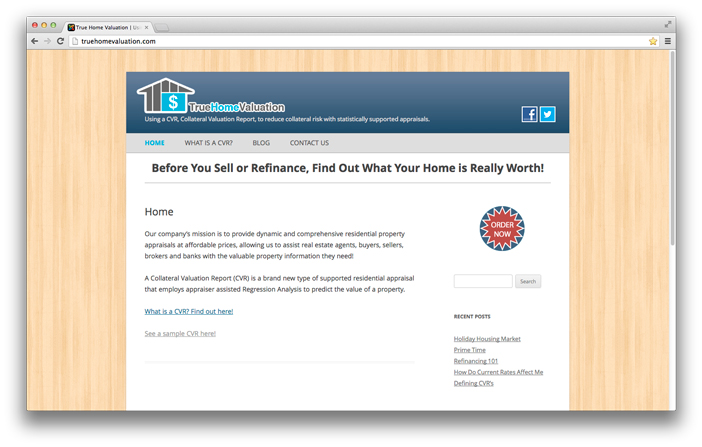 True Home Valuation | Us
truehomevaluation.com
$
TrueHomeValuation
Using a CVR, Collateral Valuation Report, to reduce collateral risk with statistically supported appraisals.
HOME WHAT IS A CVR? BLOG CONTACT US
Before You Sell or Refinance, Find Out What Your Home is Really Worth!
Home
Our company's mission is to provide dynamic and comprehensive residential property
appraisals at affordable prices, allowing us to assist real estate agents, buyers, sellers,
brokers and banks with the valuable property information they need!
A Collateral Valuation Report (CVR) is a brand new type of supported residential appraisal
that employs appraiser assisted Regression Analysis to predict the value of a property.
What is a CVR? Find out here!
See a sample CVR here!
ORDER
NOW
Search
RECENT POSTS
Holiday Housing Market
Prime Time
Refinancing 101
How Do Current Rates Affect Me
Defining CVR's